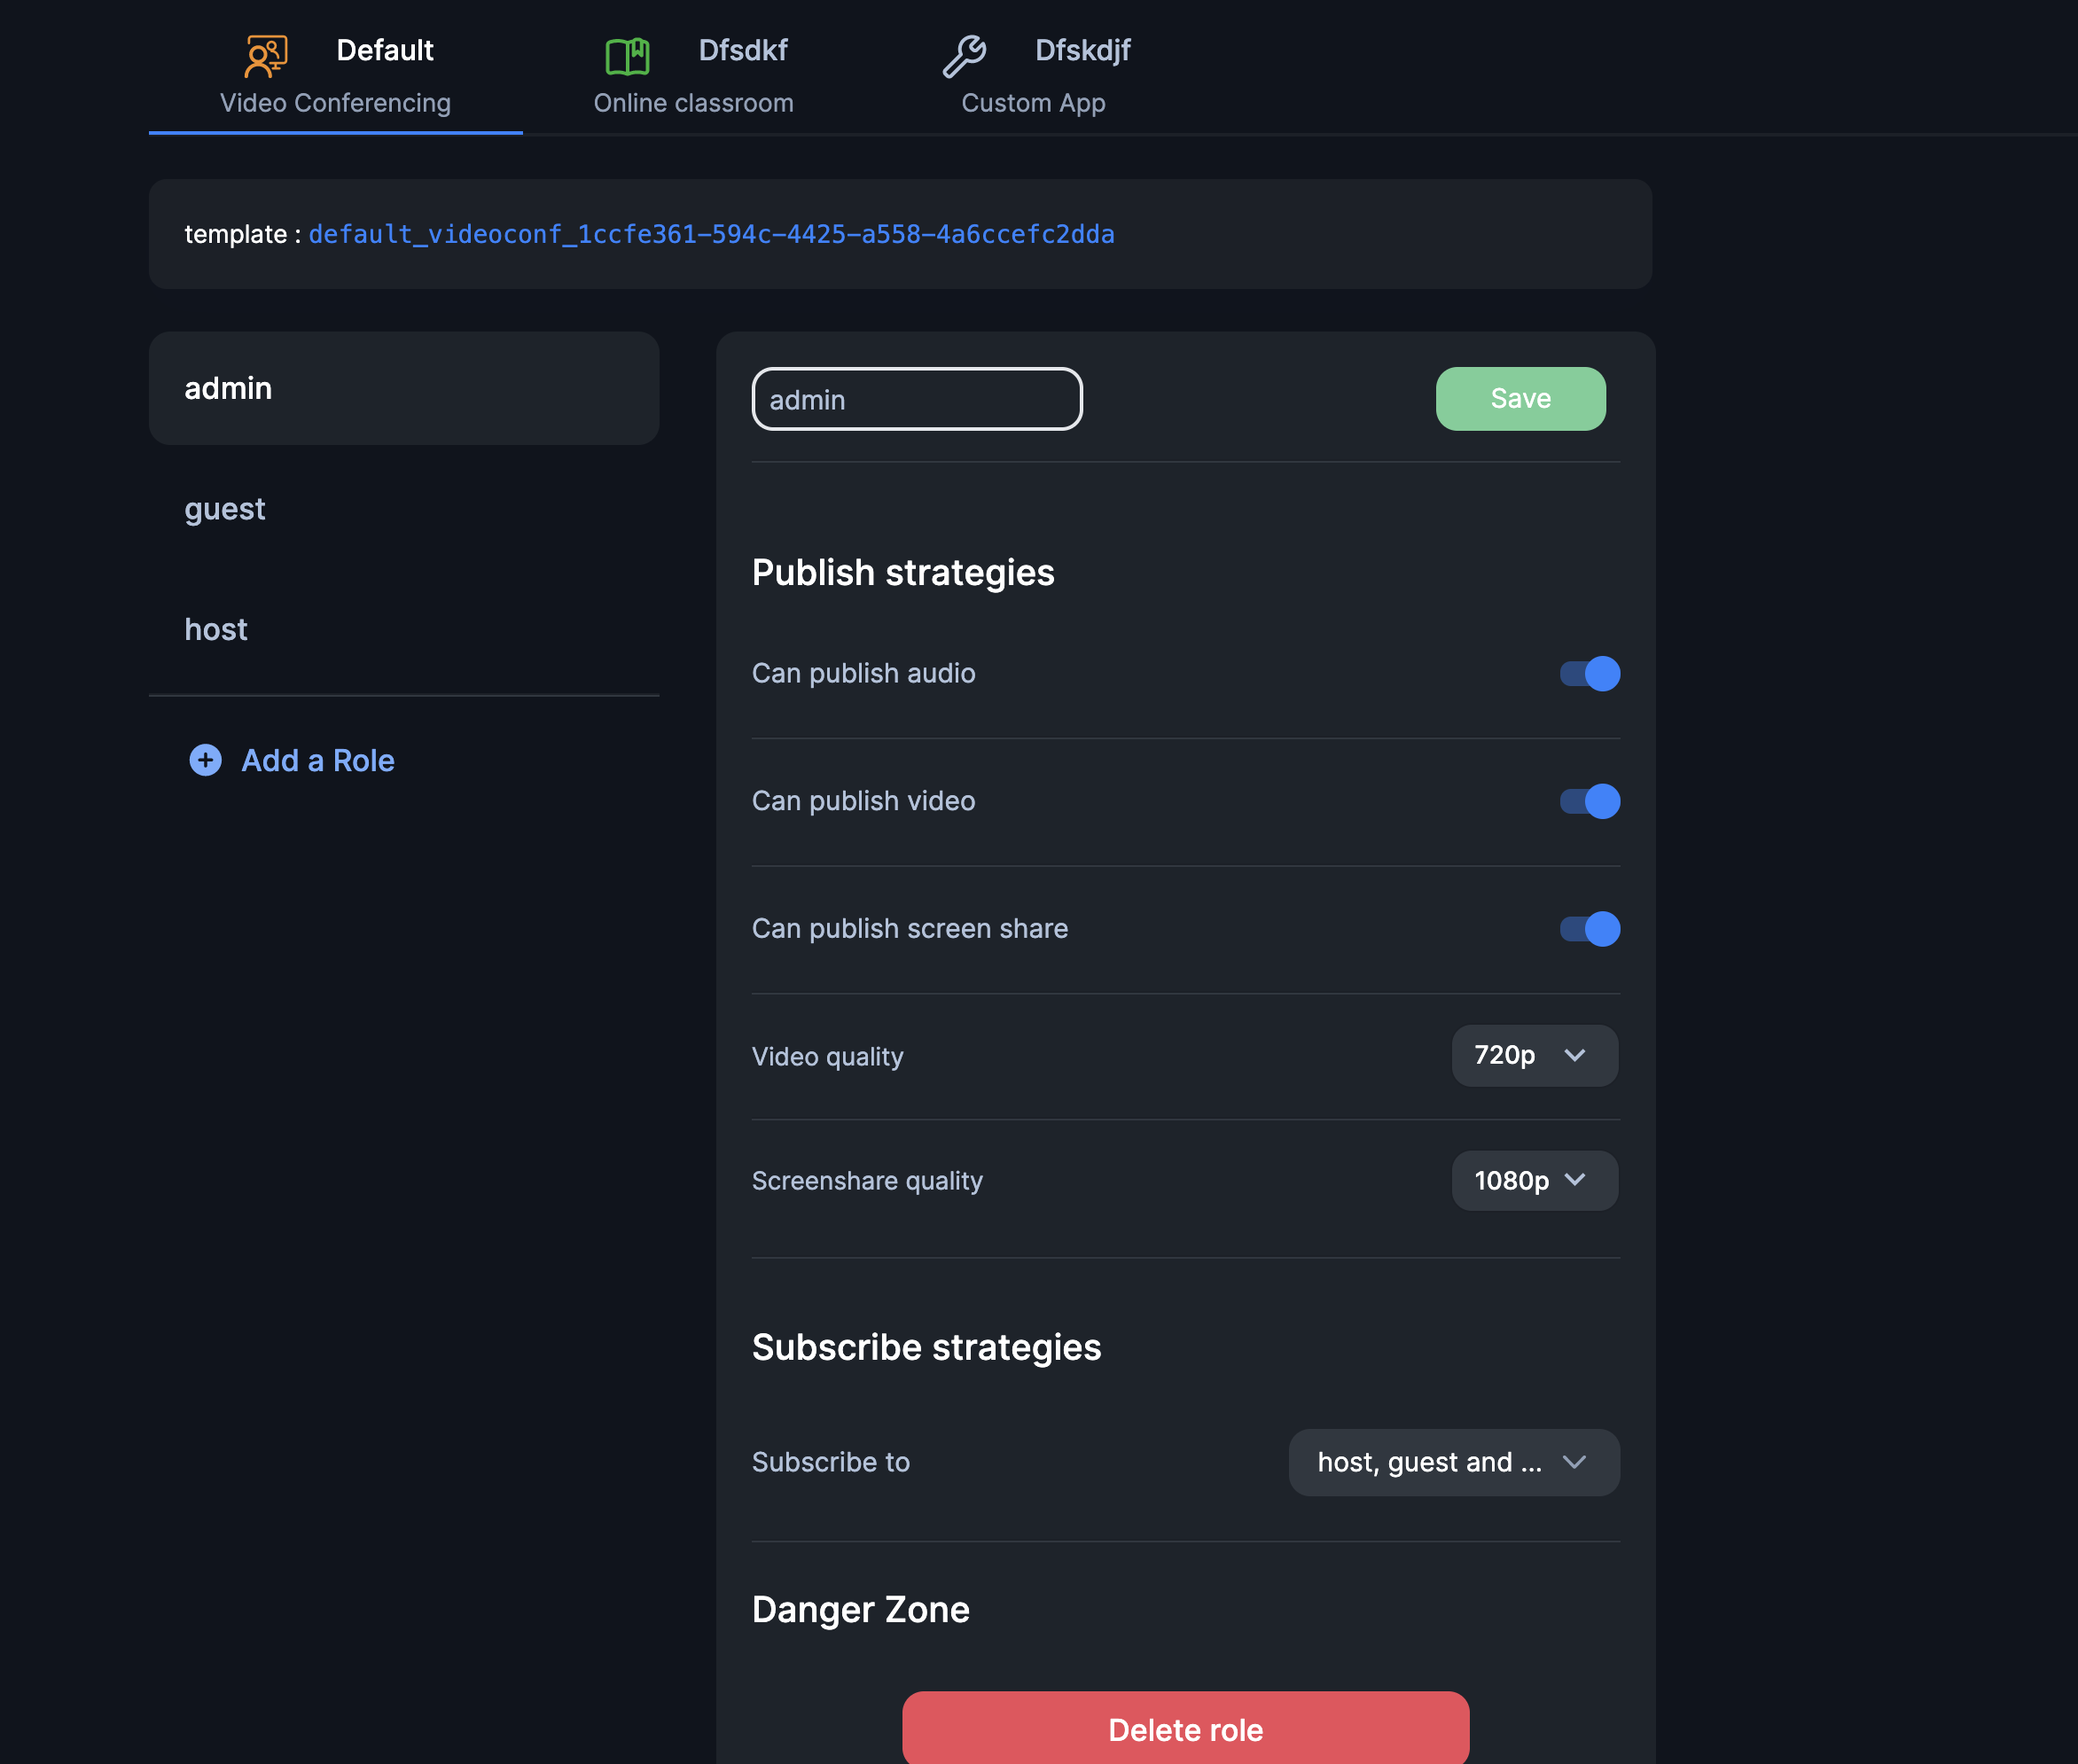 Default
Video Conferencing
Dfsdkf
Online classroom
Dfskdjf
Custom App
template : default_videoconf_1ccfe361-594c-4425-a558-4a6ccefc2dda
admin
guest
host
Add a Role
admin
Save
Publish strategies
Can publish audio
Can publish video
Can publish screen share
Video quality
720p
Screenshare quality
1080p
Subscribe strategies
Subscribe to
host, guest and ...
Danger Zone
Delete role